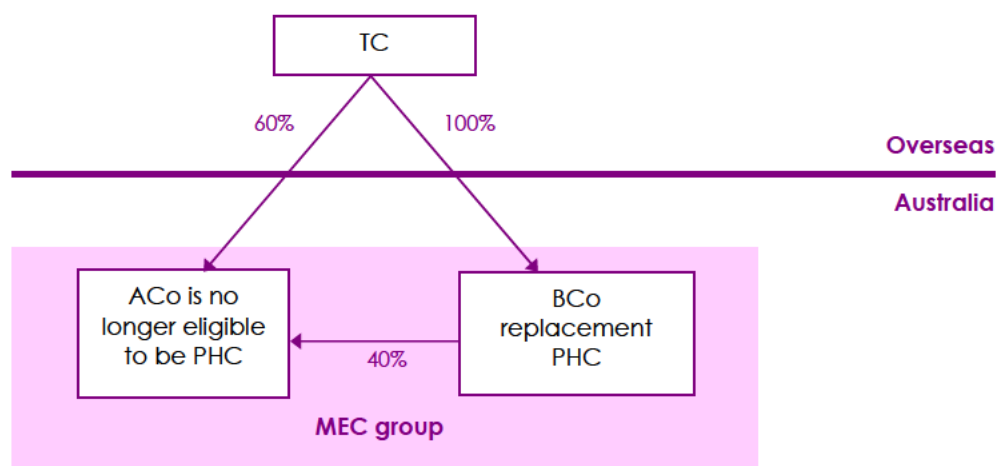 TC
60%
100%
Overseas
Australia
ACo is no
longer eligible
to be PHC
BCo
replacement
PHC
40%
MEC group